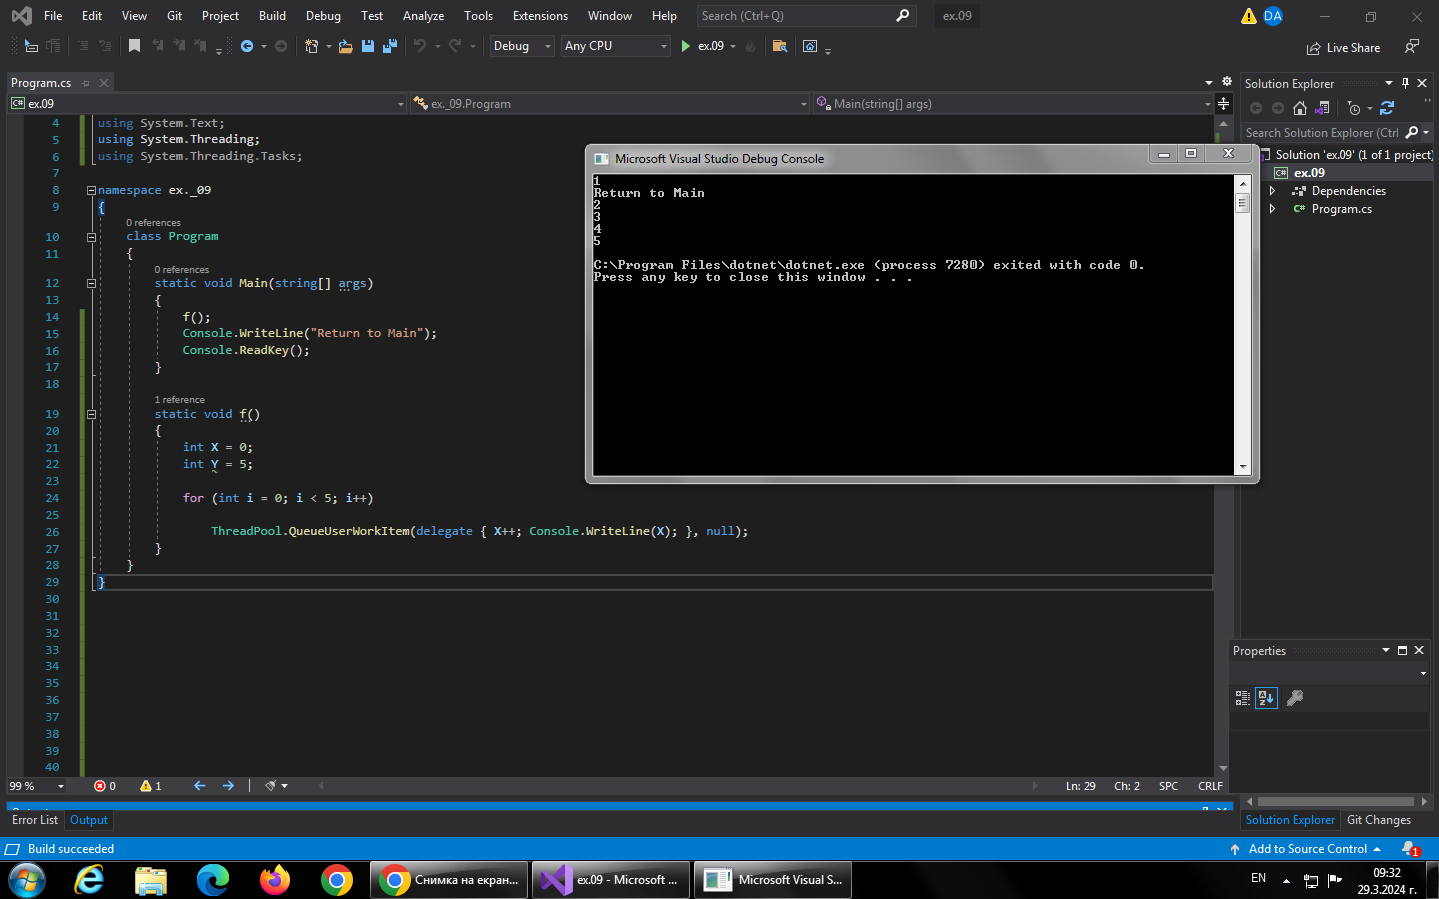 File Edit View Git Project Build Debug Test Analyze Tools Extensions Window Help Search (Ctrl+Q) ex.09 DA
Debug Any CPU ex.09 Live Share
Program.cs
ex.09 ex._09.Program Main(string[] args)
4 using System.Text;
5 using System.Threading;
6 using System.Threading.Tasks;
7
8 namespace ex._09
9 {
0 references
10 class Program
11 {
0 references
12 static void Main(string[] args)
13 {
14 f();
15 Console.WriteLine("Return to Main");
16 Console.ReadKey();
17 }
18
1 reference
19 static void f()
20 {
21 int X = 0;
22 int Y = 5;
23
24 for (int i = 0; i < 5; i++)
25
26 ThreadPool.QueueUserWorkItem(delegate { X++; Console.WriteLine(X); }, null);
27 }
28 }
29 }
30
31
32
33
34
35
36
37
38
39
40
Microsoft Visual Studio Debug Console
1
Return to Main
2
3
4
5
C:\Program Files\dotnet\dotnet.exe (process 7280) exited with code 0.
Press any key to close this window . . .
Solution Explorer
Search Solution Explorer (Ctrl
Solution 'ex.09' (1 of 1 project)
C# ex.09
Dependencies
C# Program.cs
Properties
99 % 0 1 Ln: 29 Ch: 2 SPC CRLF
Error List Output
Solution Explorer Git Changes
Build succeeded Add to Source Control 1
Снимка на екран... ex.09 - Microsoft ... Microsoft Visual S...
EN 09:32
29.3.2024 г.